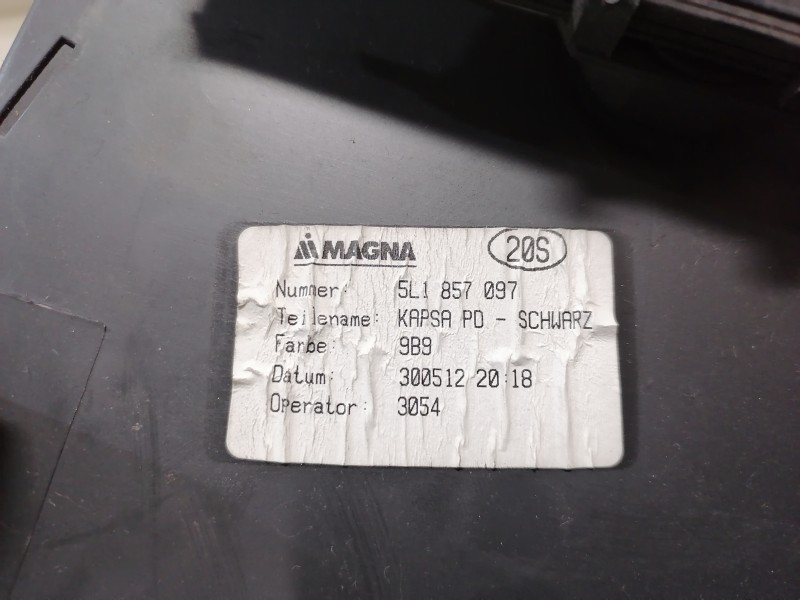 MAGNA 20S
Nummer: 5L1 857 097
Teilename: KAPSA PD - SCHWARZ
Farbe: 9B9
Datum: 300512 20:18
Operator: 3054